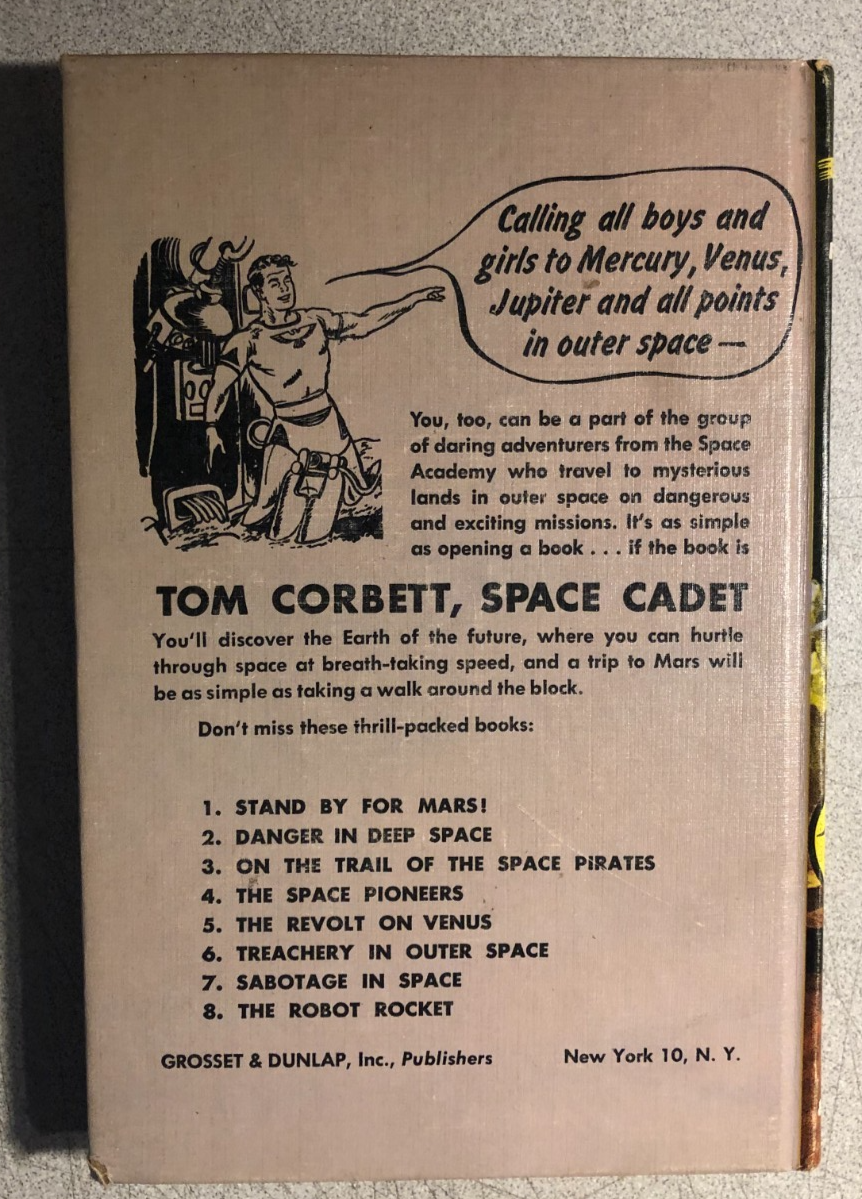 Calling all boys and
girls to Mercury, Venus,
Jupiter and all points
in outer space —
You, too, can be a part of the group
of daring adventurers from the Space
Academy who travel to mysterious
lands in outer space on dangerous
and exciting missions. It's as simple
as opening a book . . . if the book is
TOM CORBETT, SPACE CADET
You'll discover the Earth of the future, where you can hurtle
through space at breath-taking speed, and a trip to Mars will
be as simple as taking a walk around the block.
Don't miss these thrill-packed books:
1. STAND BY FOR MARS!
2. DANGER IN DEEP SPACE
3. ON THE TRAIL OF THE SPACE PIRATES
4. THE SPACE PIONEERS
5. THE REVOLT ON VENUS
6. TREACHERY IN OUTER SPACE
7. SABOTAGE IN SPACE
8. THE ROBOT ROCKET
GROSSET & DUNLAP, Inc., Publishers New York 10, N. Y.